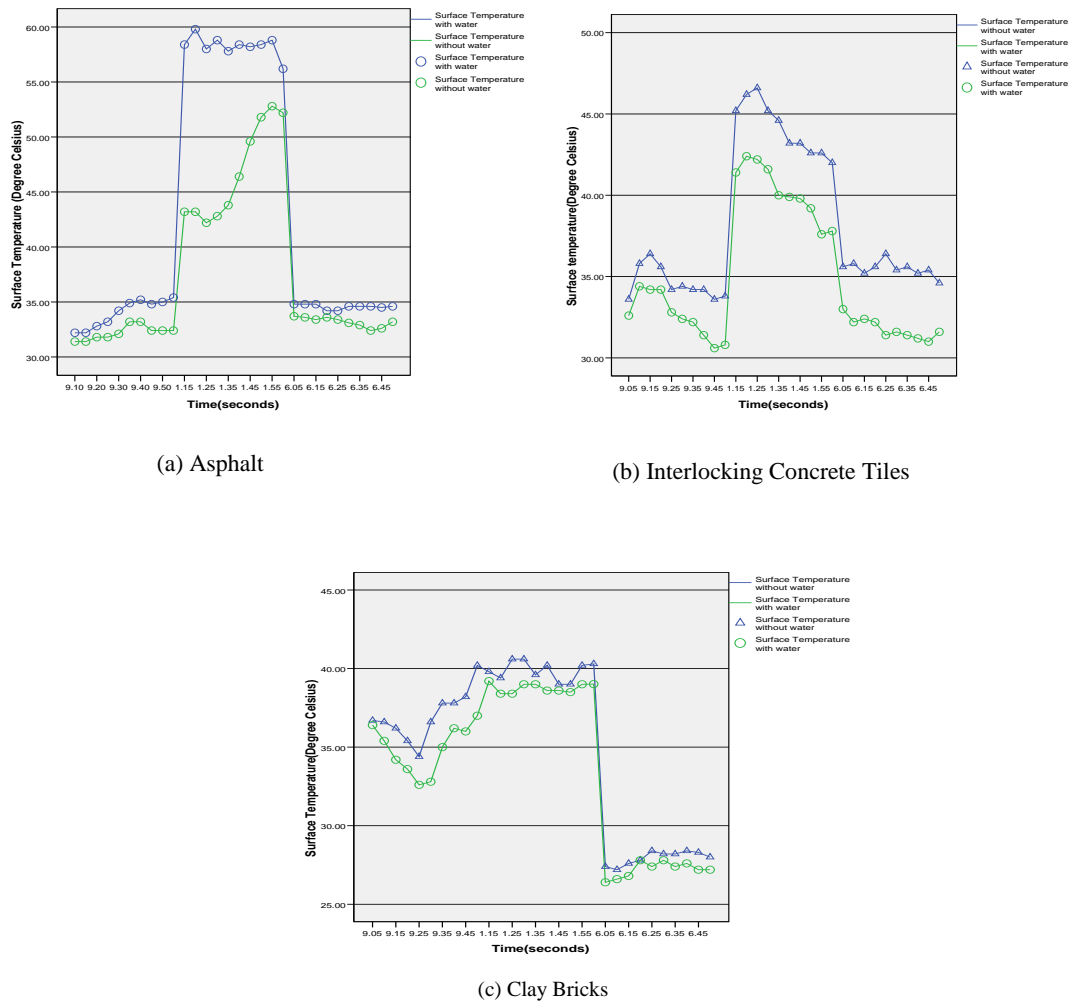 Surface Temperature
with water
Surface Temperature
without water
Surface Temperature
with water
Surface Temperature
without water
60.00
55.00
50.00
45.00
40.00
35.00
30.00
Surface Temperature (Degree Celsius)
9.10 9.20 9.30 9.40 9.50 1.15 1.25 1.35 1.45 1.55 6.05 6.15 6.25 6.35 6.45
Time(seconds)
(a) Asphalt
Surface Temperature
without water
Surface Temperature
with water
Surface Temperature
without water
Surface Temperature
with water
50.00
45.00
40.00
35.00
30.00
Surface temperature(Degree Celsius)
9.05 9.15 9.25 9.35 9.45 1.15 1.25 1.35 1.45 1.55 6.05 6.15 6.25 6.35 6.45
Time(seconds)
(b) Interlocking Concrete Tiles
Surface Temperature
without water
Surface Temperature
with water
Surface Temperature
without water
Surface Temperature
with water
45.00
40.00
35.00
30.00
25.00
Surface Temperature(Degree Celsius)
9.05 9.15 9.25 9.35 9.45 1.15 1.25 1.35 1.45 1.55 6.05 6.15 6.25 6.35 6.45
Time(seconds)
(c) Clay Bricks